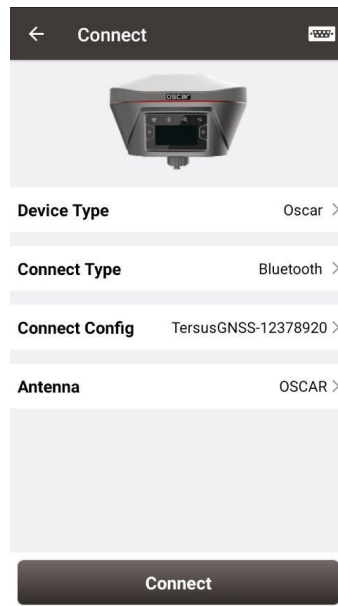 Connect
OSCAR
Device Type Oscar
Connect Type Bluetooth
Connect Config TersusGNSS-12378920
Antenna OSCAR
Connect